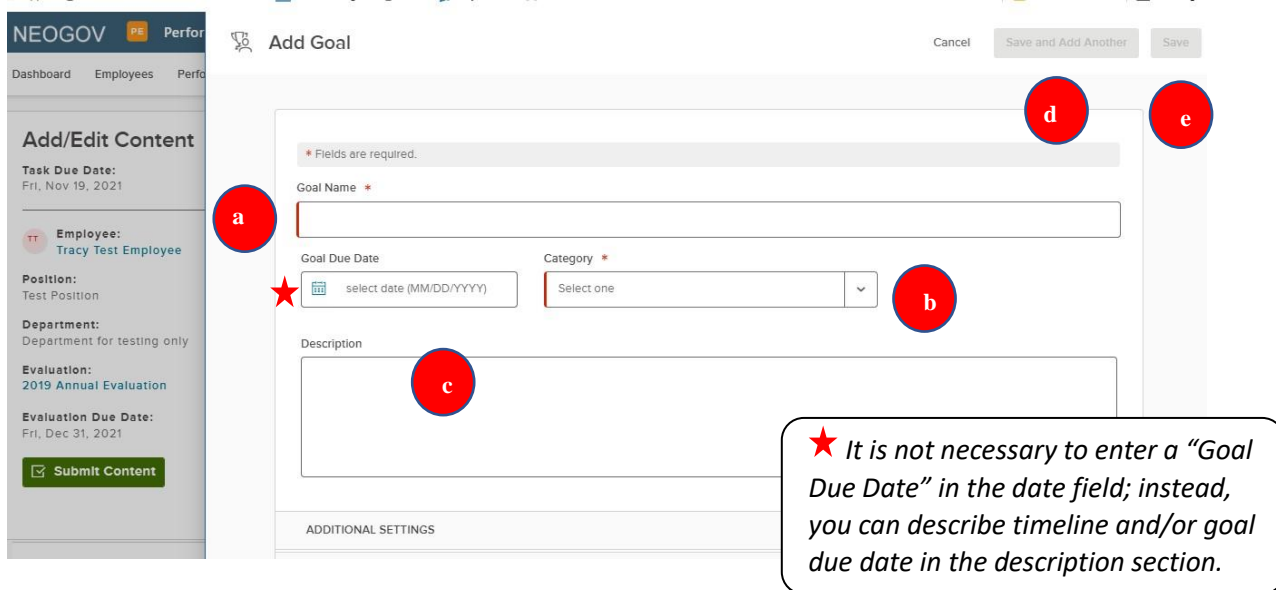 NEOGOV PE Perfor
Dashboard Employees Perfo
Add/Edit Content
Task Due Date:
Fri, Nov 19, 2021
TT Employee:
Tracy Test Employee
Position:
Test Position
Department:
Department for testing only
Evaluation:
2019 Annual Evaluation
Evaluation Due Date:
Fri, Dec 31, 2021
Submit Content
Add Goal
Cancel Save and Add Another Save
d e
* Fields are required.
Goal Name *
a
Goal Due Date Category *
select date (MM/DD/YYYY) Select one
b
Description
c
ADDITIONAL SETTINGS
It is not necessary to enter a “Goal
Due Date” in the date field; instead,
you can describe timeline and/or goal
due date in the description section.